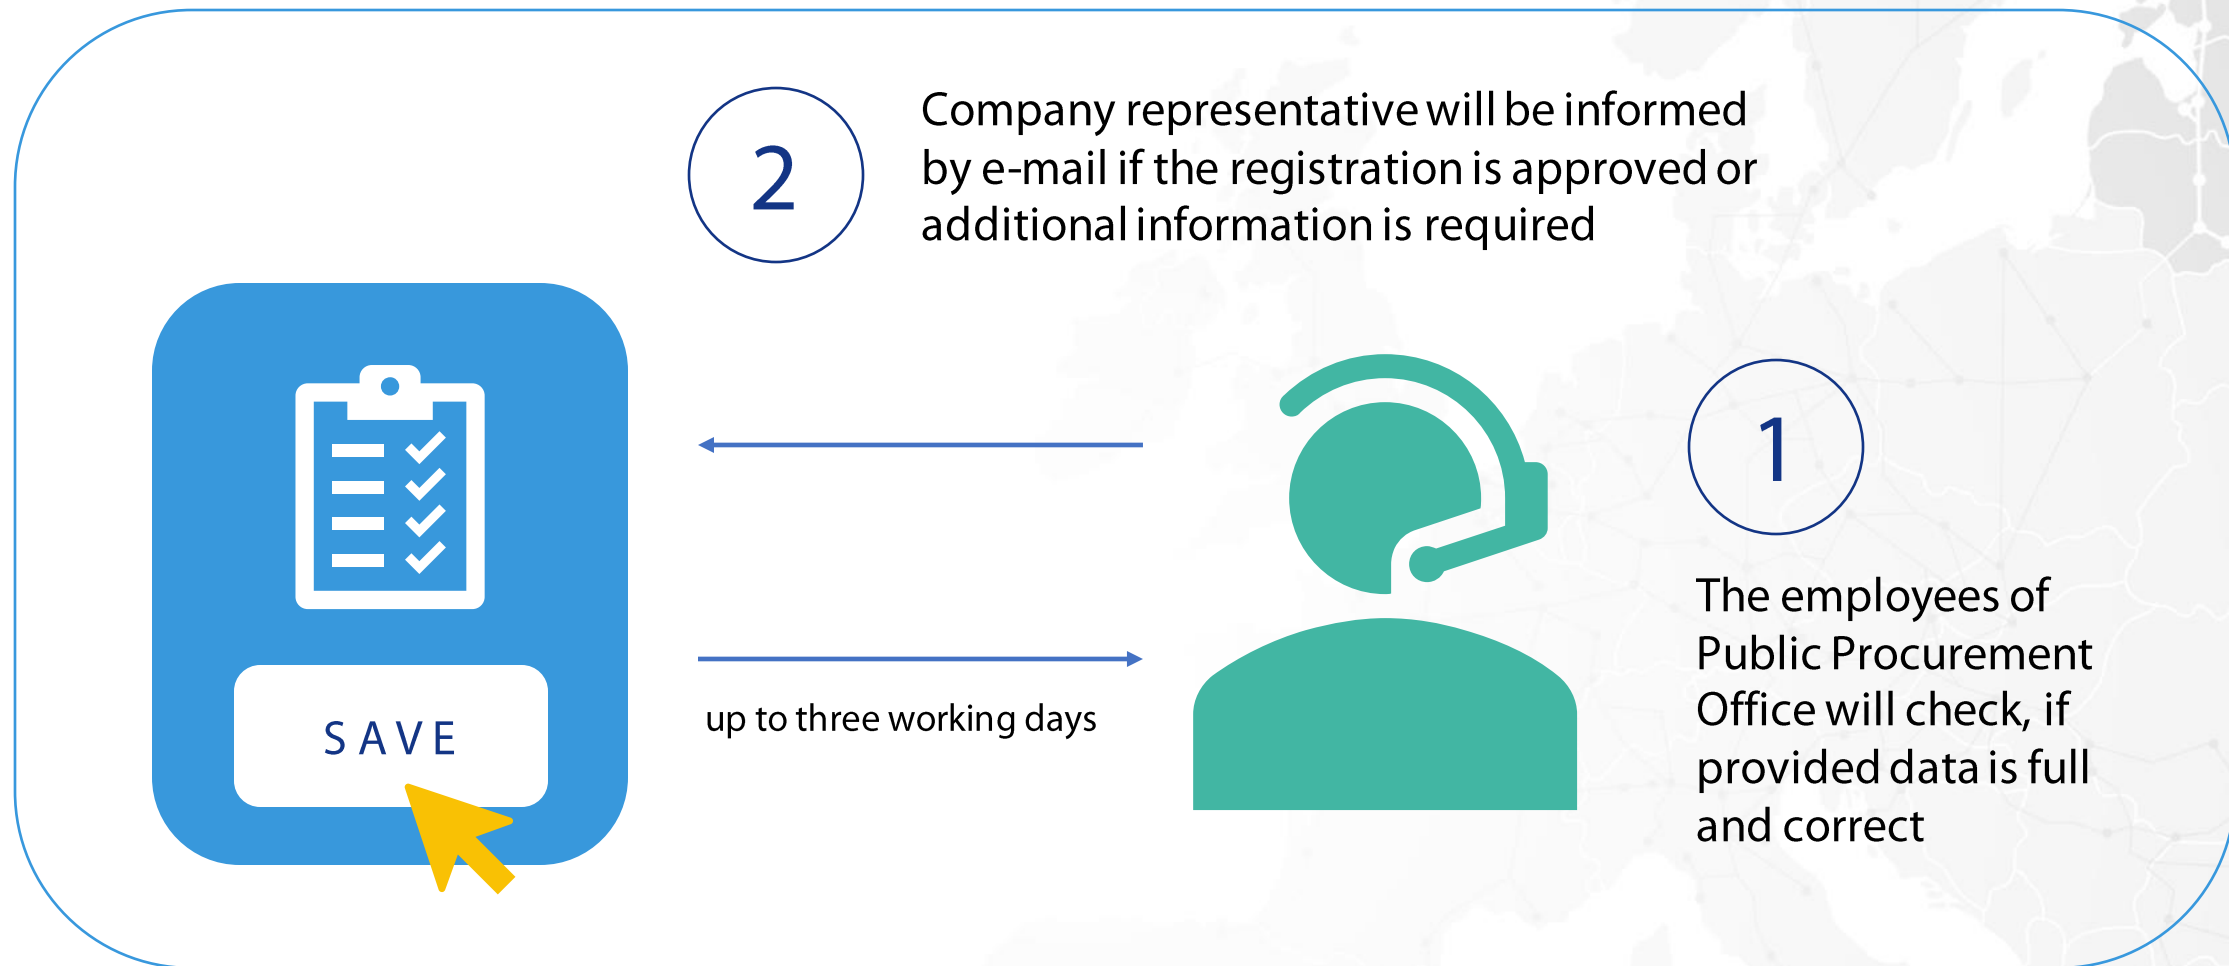 2
Company representative will be informed
by e-mail if the registration is approved or
additional information is required
1
The employees of
Public Procurement
Office will check, if
provided data is full
and correct
up to three working days
SAVE